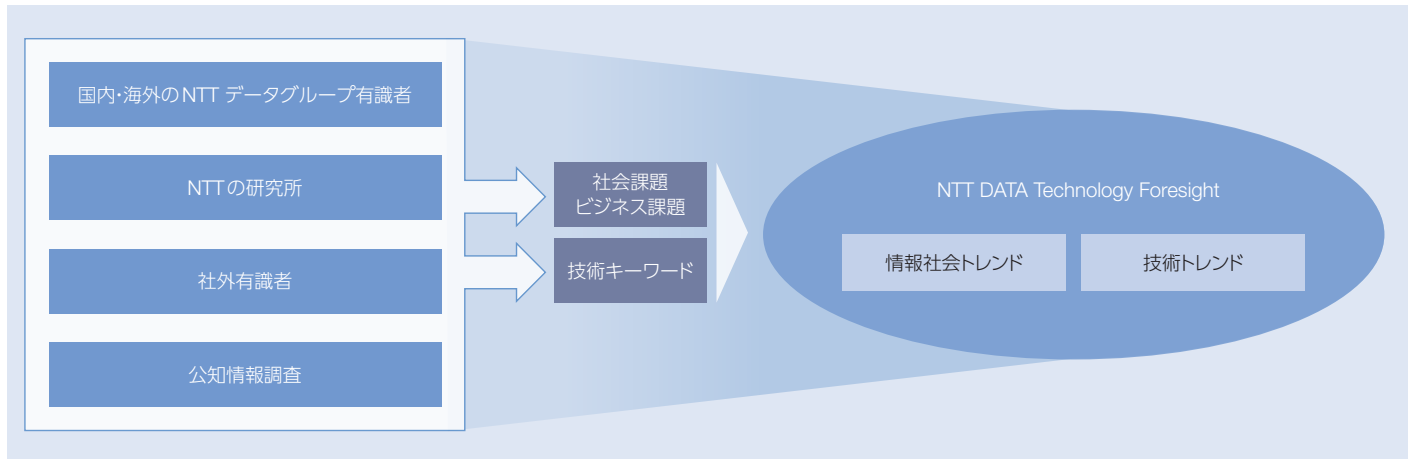 国内・海外のNTT データグループ有識者
NTTの研究所
社外有識者
公知情報調査
社会課題
ビジネス課題
技術キーワード
NTT DATA Technology Foresight
情報社会トレンド
技術トレンド